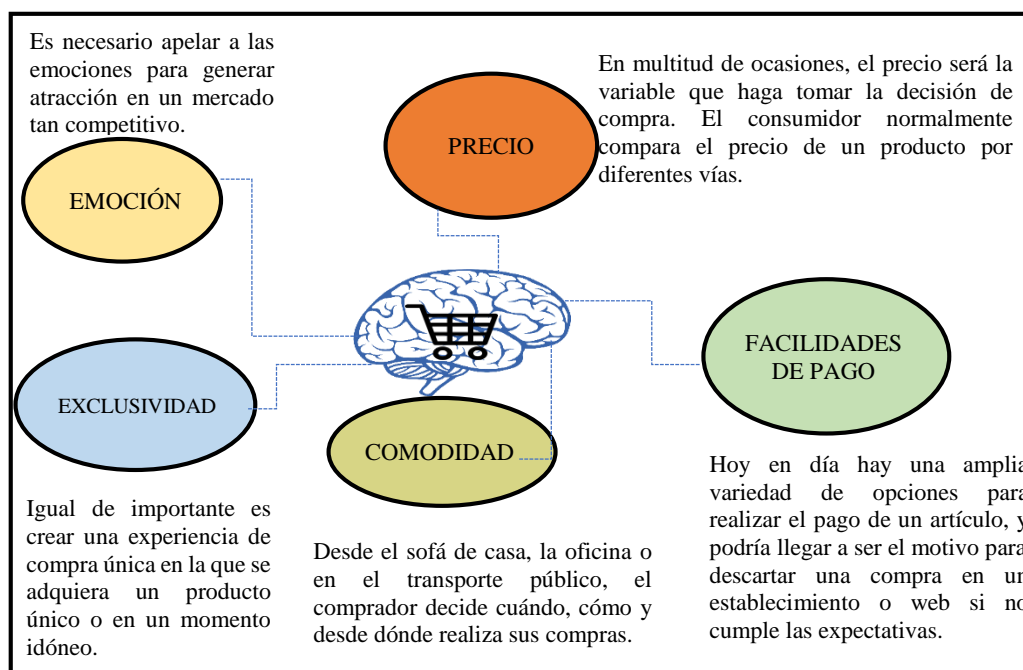 Es necesario apelar a las
emociones para generar
atracción en un mercado
tan competitivo.
EMOCIÓN
PRECIO
En multitud de ocasiones, el precio será la
variable que haga tomar la decisión de
compra. El consumidor normalmente
compara el precio de un producto por
diferentes vías.
EXCLUSIVIDAD
Igual de importante es
crear una experiencia de
compra única en la que se
adquiera un producto
único o en un momento
idóneo.
COMODIDAD
Desde el sofá de casa, la oficina o
en el transporte público, el
comprador decide cuándo, cómo y
desde dónde realiza sus compras.
FACILIDADES
DE PAGO
Hoy en día hay una amplia
variedad de opciones para
realizar el pago de un artículo, y
podría llegar a ser el motivo para
descartar una compra en un
establecimiento o web si no
cumple las expectativas.